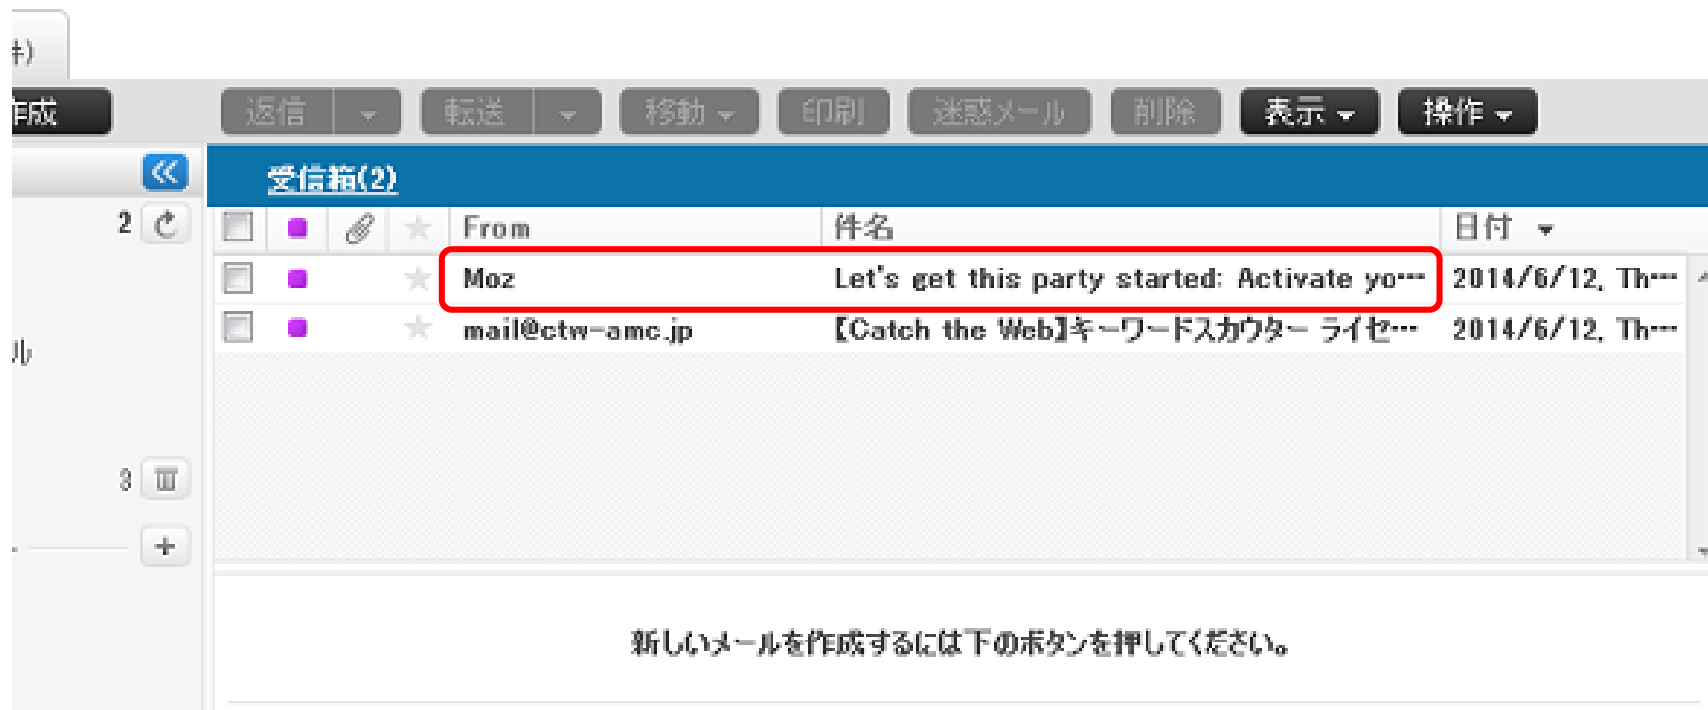 件)
作成 返信 転送 移動 印刷 迷惑メール 削除 表示 操作
受信箱(2)
2 From 件名 日付
Moz Let's get this party started: Activate yo… 2014/6/12, Th…
mail@ctw-amc.jp 【Catch the Web】キーワードスカウター ライセ… 2014/6/12, Th…
ル
3
新しいメールを作成するには下のボタンを押してください。